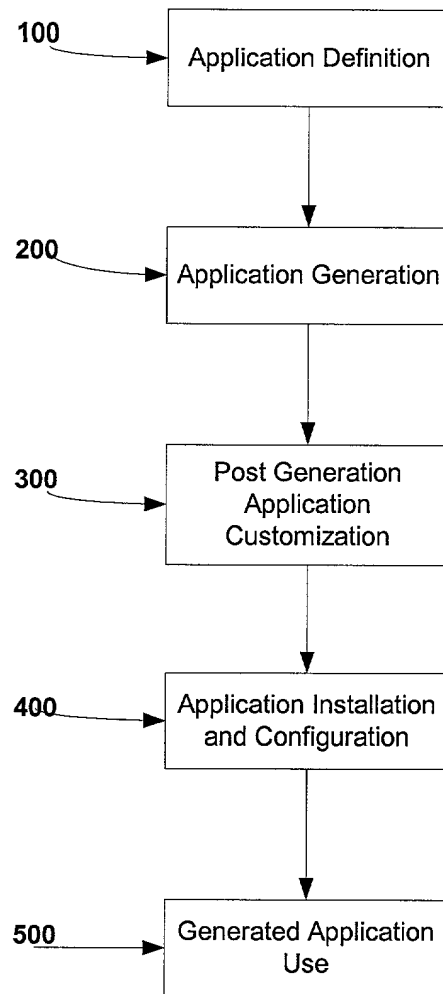 100
Application Definition
200
Application Generation
300
Post Generation
Application
Customization
400
Application Installation
and Configuration
500
Generated Application
Use